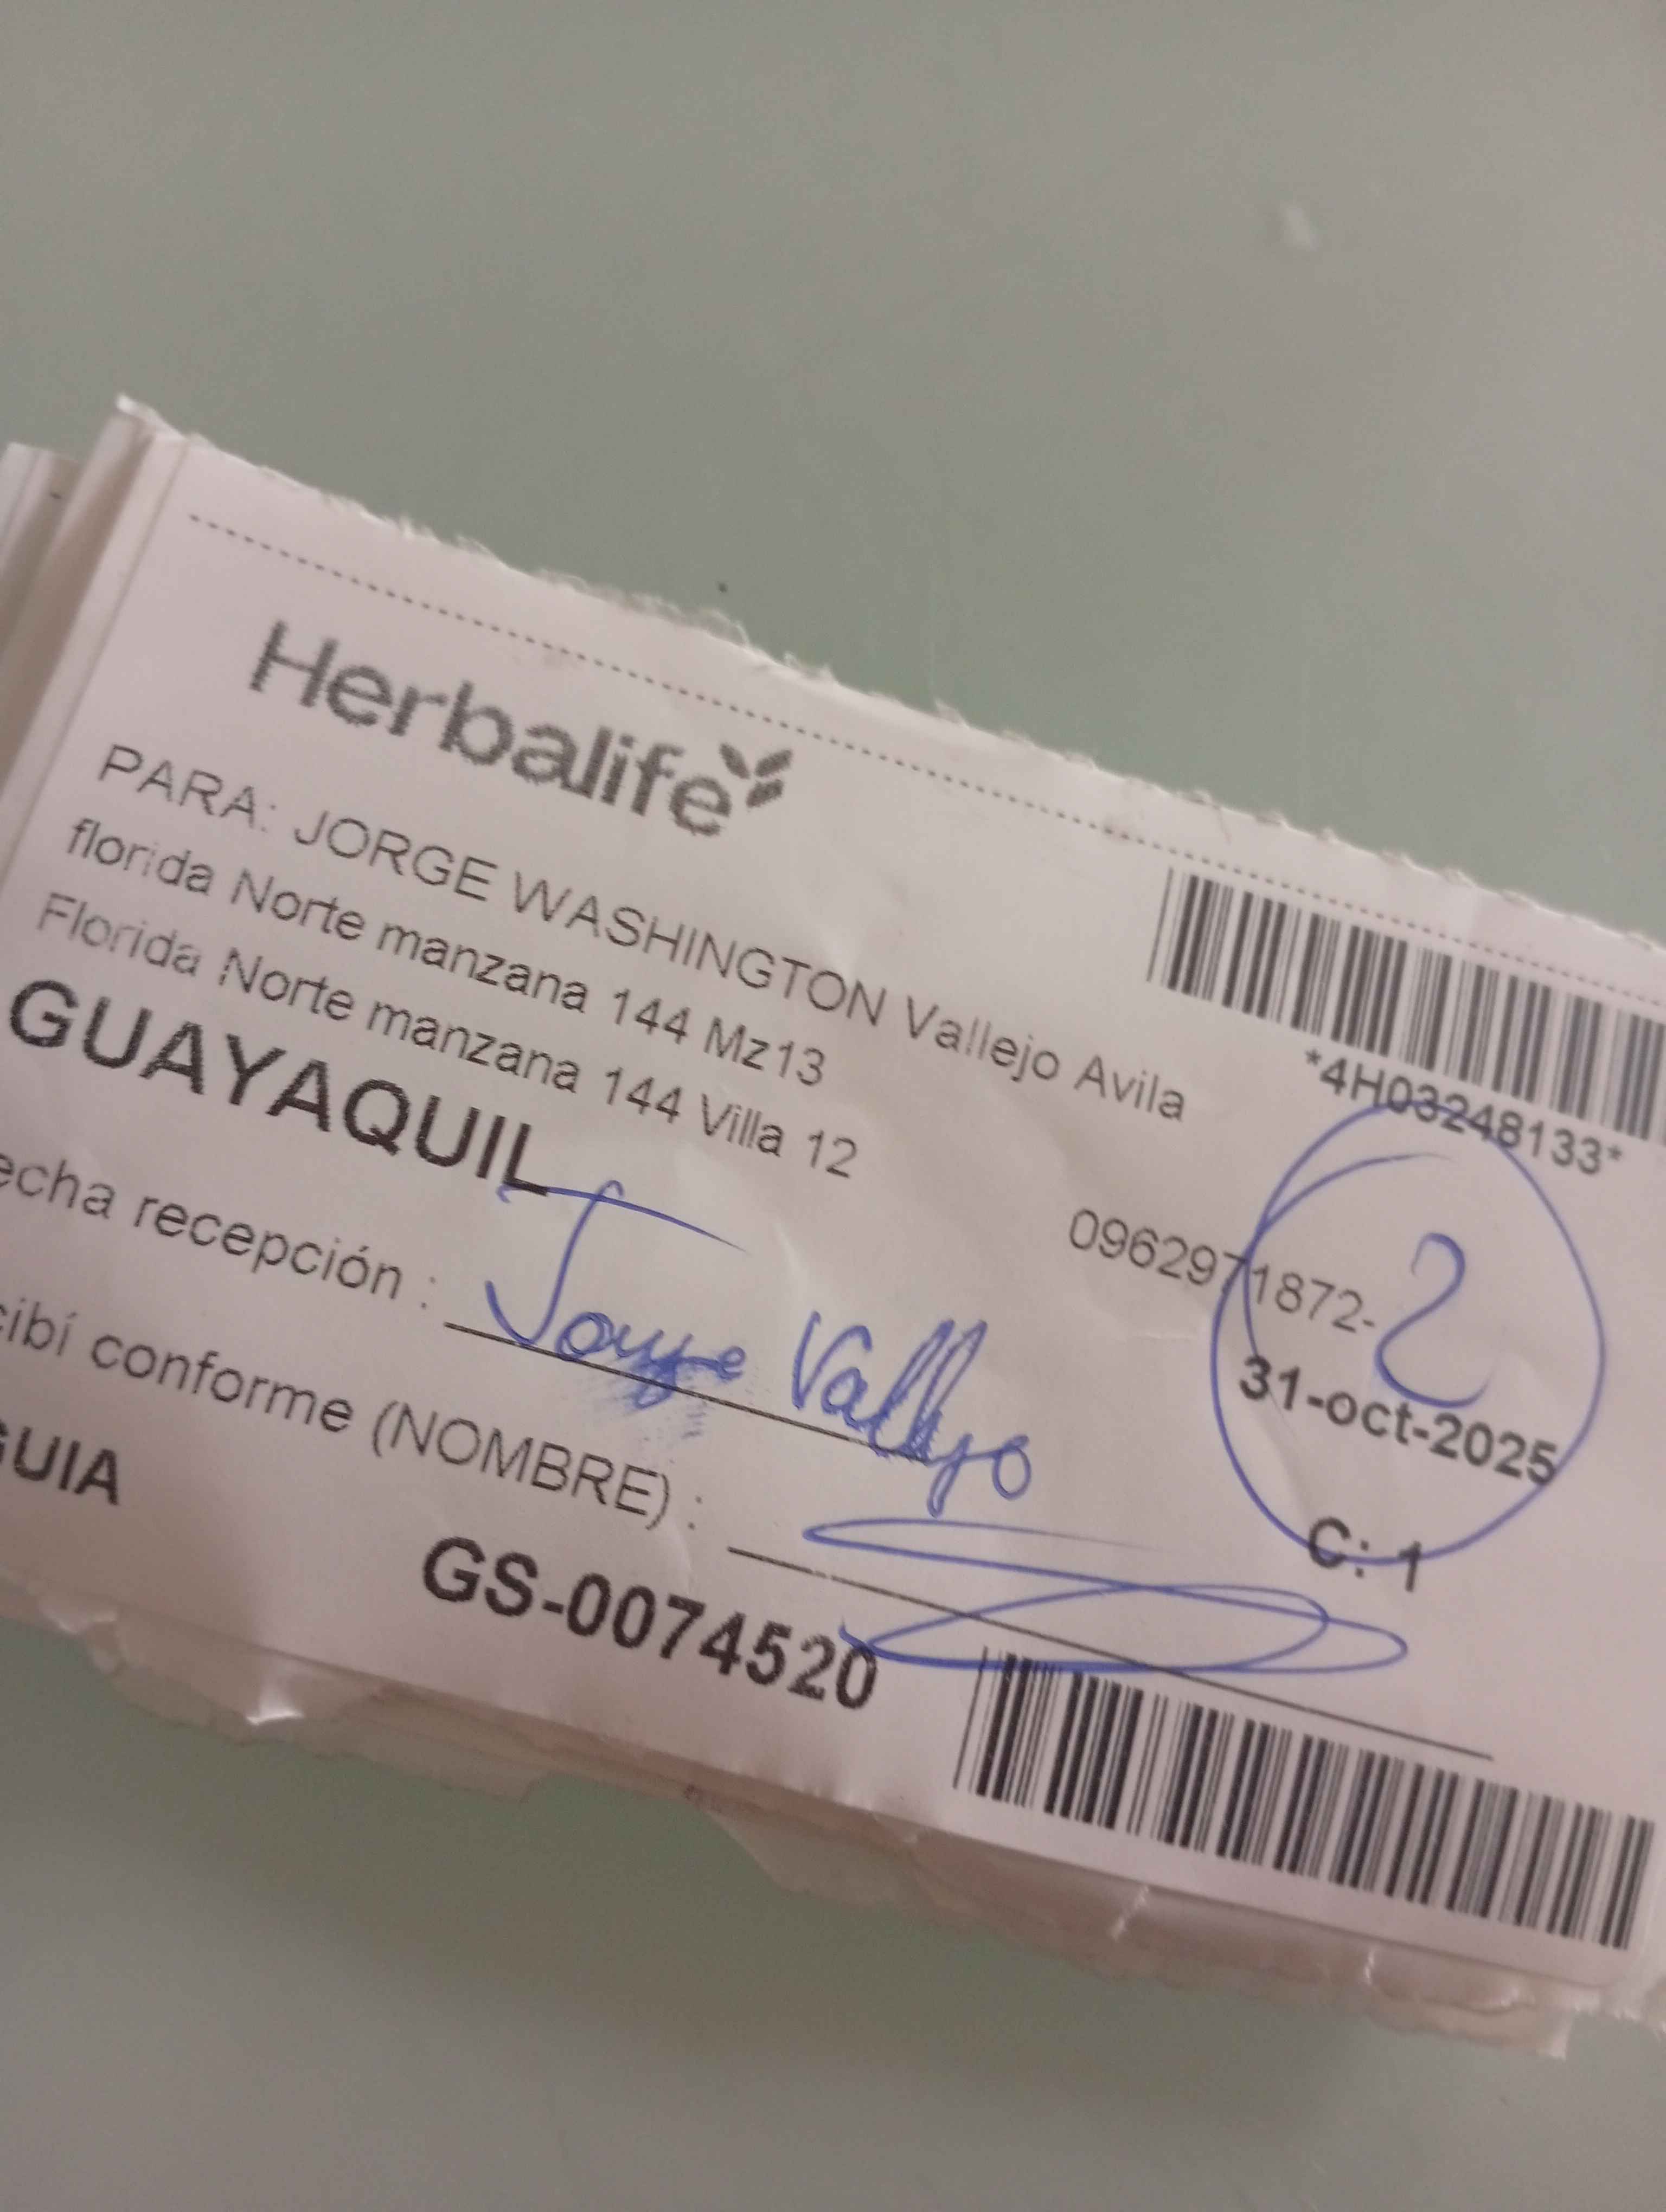 Herbalife
PARA: JORGE WASHINGTON Vallejo Avila
florida Norte manzana 144 Mz13
Florida Norte manzana 144 Villa 12
GUAYAQUIL
*4H03248133*
0962971872-
2
31-oct-2025
C: 1
echa recepción :
Jorge Vallejo
cibí conforme (NOMBRE) :
GUIA
GS-0074520